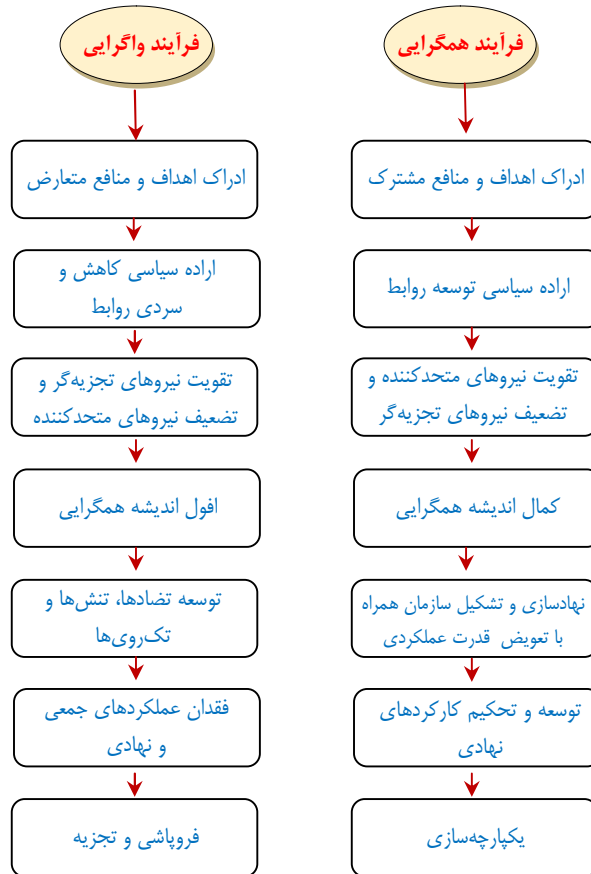 فرآیند همگرایی
ادراک اهداف و منافع مشترک
اراده سیاسی توسعه روابط
تقویت نیروهای متحدکننده و
تضعیف نیروهای تجزیه‌گر
کمال اندیشه همگرایی
نهادسازی و تشکیل سازمان همراه
با تعویض قدرت عملکردی
توسعه و تحکیم کارکردهای
نهادی
یکپارچه‌سازی
فرآیند واگرایی
ادراک اهداف و منافع متعارض
اراده سیاسی کاهش و
سردی روابط
تقویت نیروهای تجزیه‌گر و
تضعیف نیروهای متحدکننده
افول اندیشه همگرایی
توسعه تضادها، تنش‌ها و
تک‌روی‌ها
فقدان عملکردهای جمعی
و نهادی
فروپاشی و تجزیه